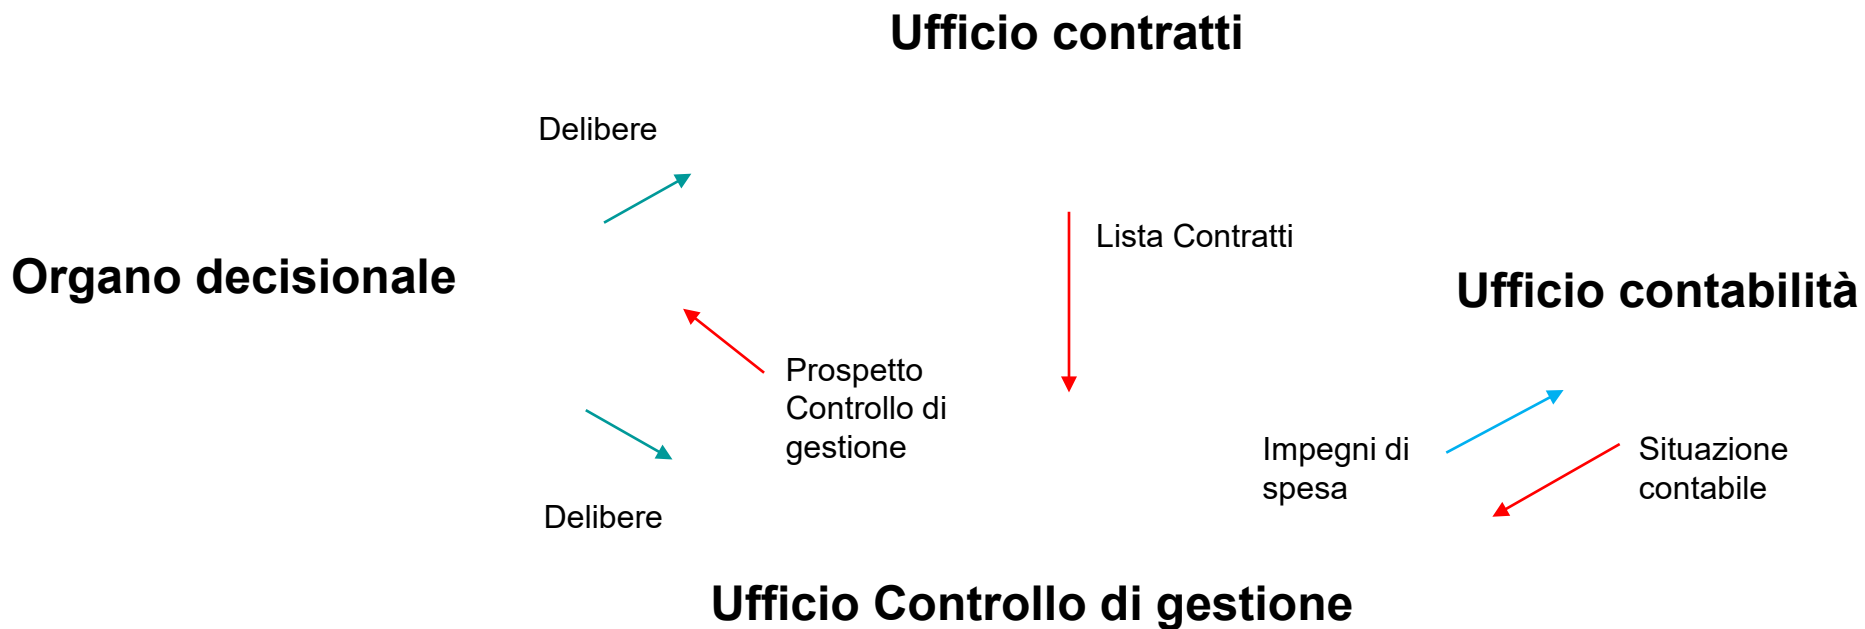 Ufficio contratti
Delibere
Lista Contratti
Organo decisionale
Ufficio contabilità
Prospetto
Controllo di
gestione
Impegni di
spesa
Situazione
contabile
Delibere
Ufficio Controllo di gestione